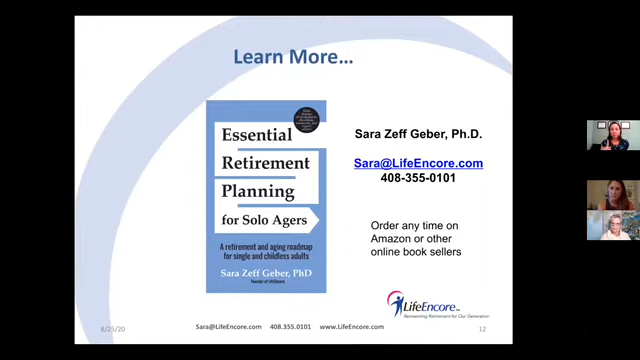 Learn More…
Essential
Retirement
Planning
for Solo Agers
A retirement and aging roadmap
for single and childless adults
Sara Zeff Geber, PhD
Founder of LifeEncore
Sara Zeff Geber, Ph.D.
Sara@LifeEncore.com
408-355-0101
Order any time on
Amazon or other
online book sellers
LifeEncore
Reinventing Retirement For Our Generation
8/25/20
Sara@LifeEncore.com 408.355.0101 www.LifeEncore.com
12